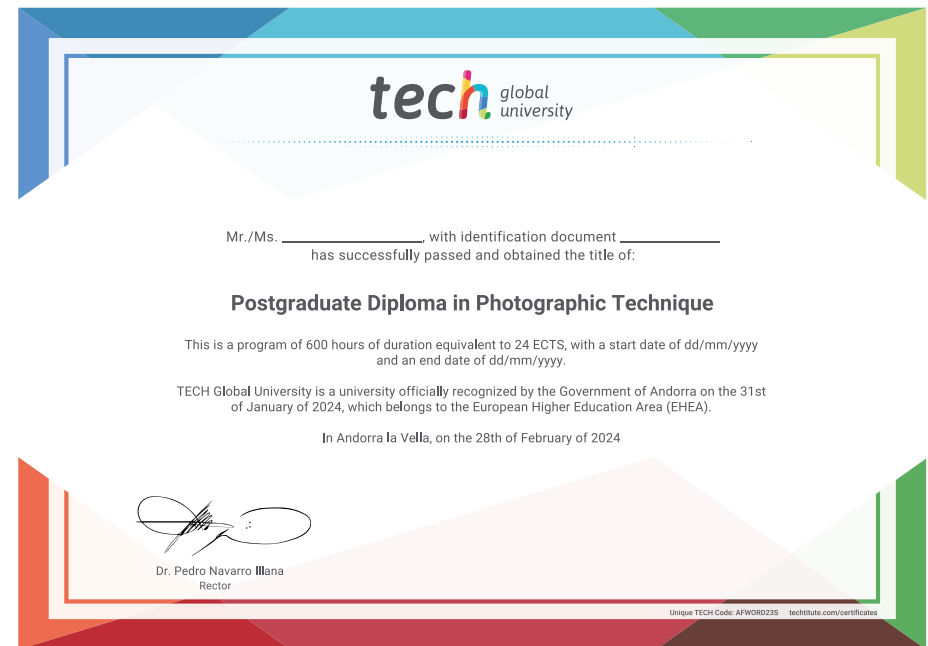 tech global
university
Mr./Ms. ____________________, with identification document ______________
has successfully passed and obtained the title of:
Postgraduate Diploma in Photographic Technique
This is a program of 600 hours of duration equivalent to 24 ECTS, with a start date of dd/mm/yyyy
and an end date of dd/mm/yyyy.
TECH Global University is a university officially recognized by the Government of Andorra on the 31st
of January of 2024, which belongs to the European Higher Education Area (EHEA).
In Andorra la Vella, on the 28th of February of 2024
Dr. Pedro Navarro Illana
Rector
Unique TECH Code: AFWORD23S techtitute.com/certificates